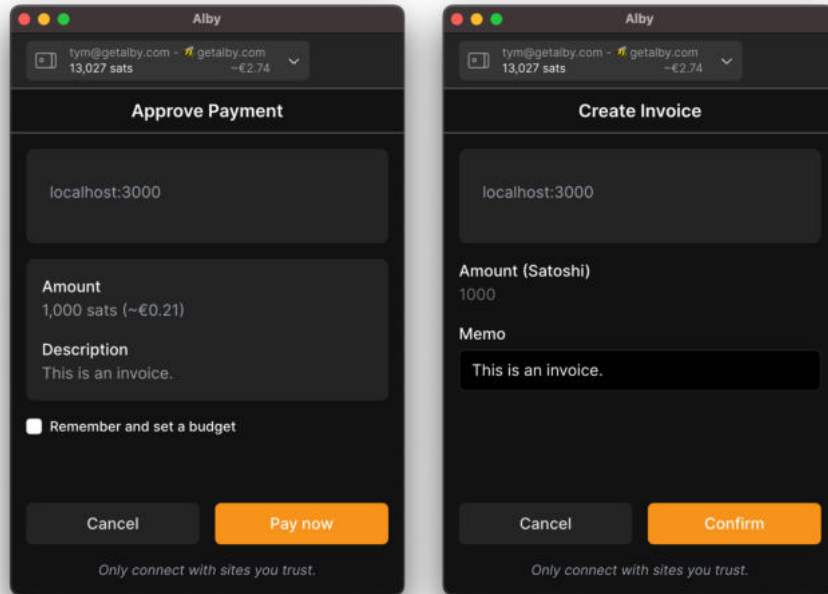 Alby
tym@getalby.com - 🐝 getalby.com
13,027 sats ~€2.74
Approve Payment
localhost:3000
Amount
1,000 sats (~€0.21)
Description
This is an invoice.
Remember and set a budget
Cancel
Pay now
Only connect with sites you trust.
Alby
tym@getalby.com - 🐝 getalby.com
13,027 sats ~€2.74
Create Invoice
localhost:3000
Amount (Satoshi)
1000
Memo
This is an invoice.
Cancel
Confirm
Only connect with sites you trust.